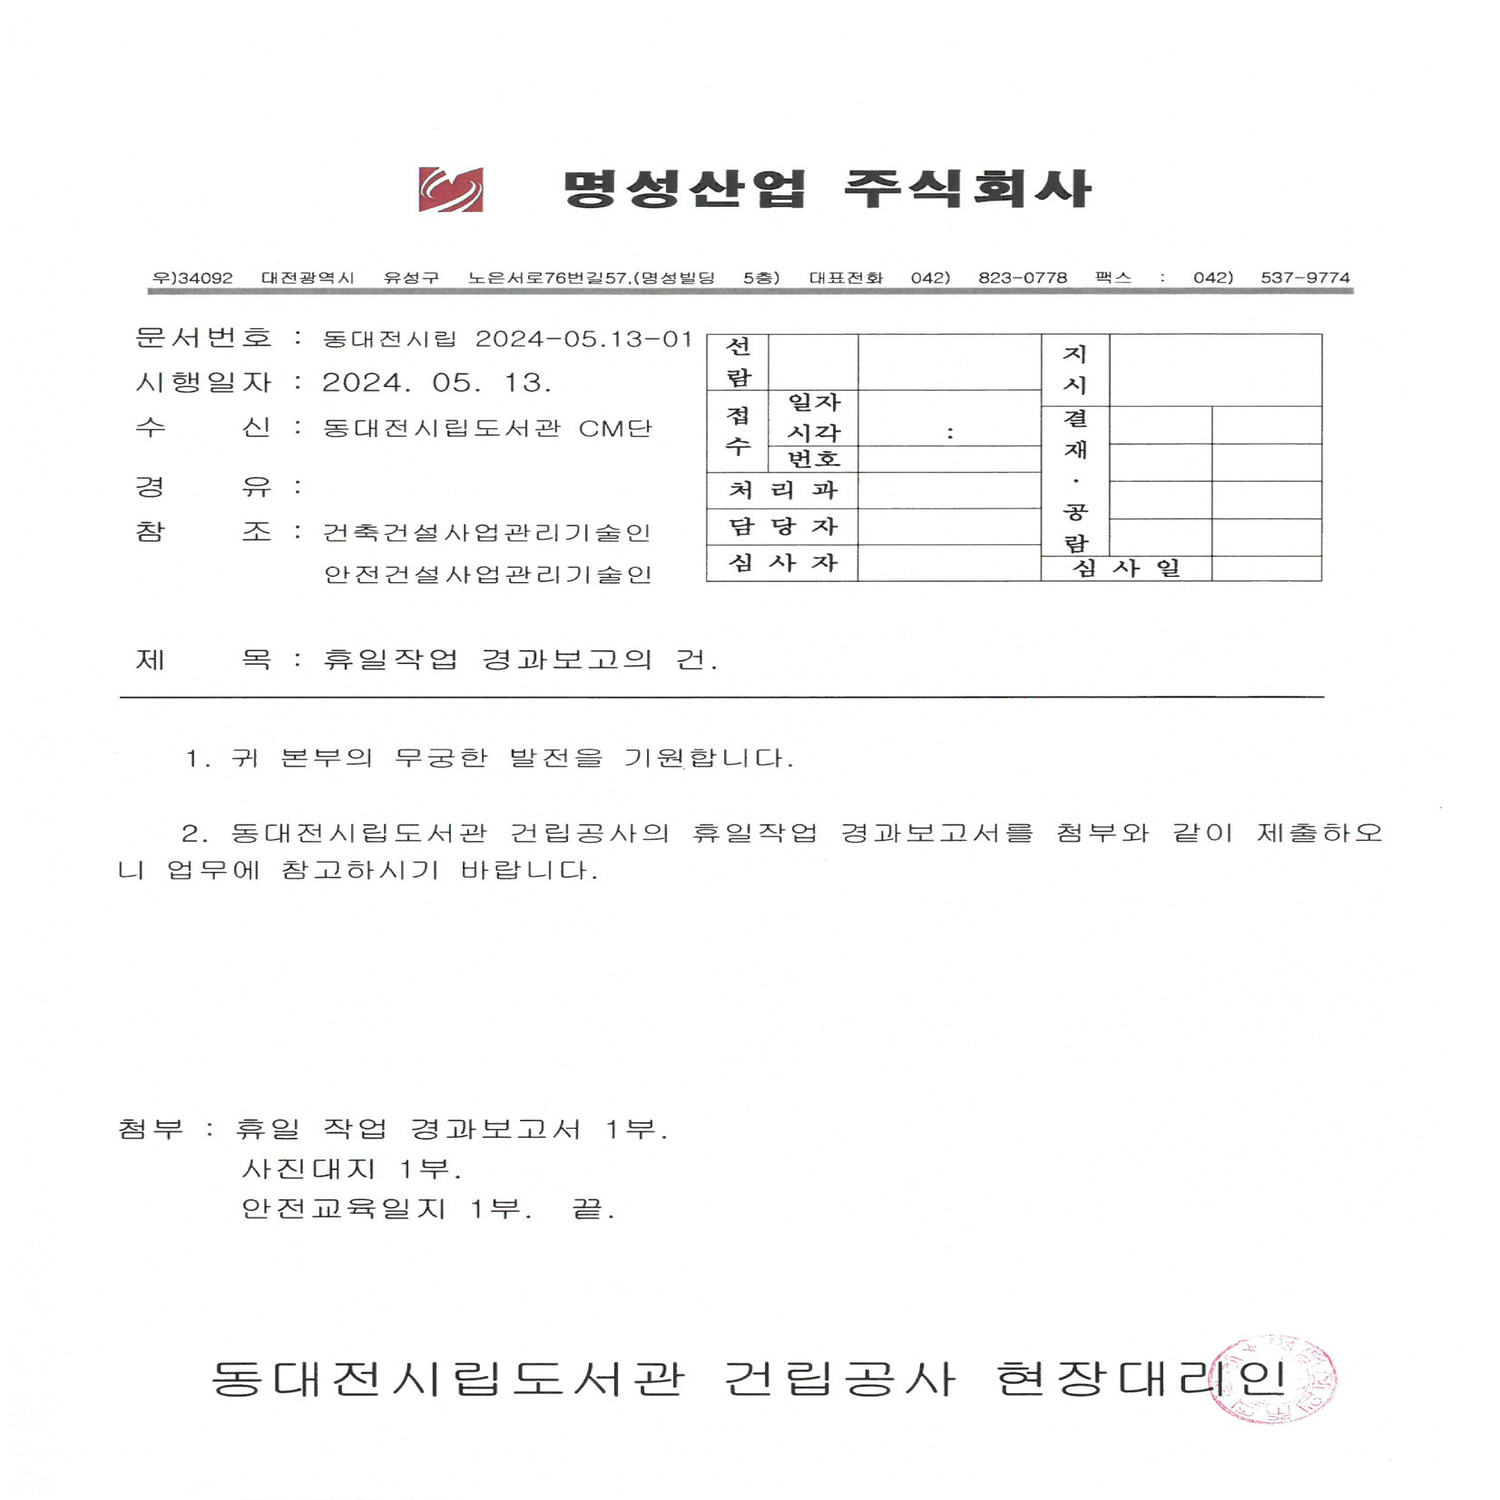 명성산업 주식회사
우)34092 대전광역시 유성구 노은서로76번길57,(명성빌딩 5층) 대표전화 042) 823-0778 팩스 : 042) 537-9774
문서번호 : 동대전시립 2024-05.13-01
시행일자 : 2024. 05. 13.
수 신 : 동대전시립도서관 CM단
경 유 :
참 조 : 건축건설사업관리기술인
안전건설사업관리기술인
선람
지시
접수
일자
시각 :
번호
결재·공람
처리과
담당자
심사자
심사일
제 목 : 휴일작업 경과보고의 건.
1. 귀 본부의 무궁한 발전을 기원합니다.
2. 동대전시립도서관 건립공사의 휴일작업 경과보고서를 첨부와 같이 제출하오
니 업무에 참고하시기 바랍니다.
첨부 : 휴일 작업 경과보고서 1부.
사진대지 1부.
안전교육일지 1부. 끝.
동대전시립도서관 건립공사 현장대리인